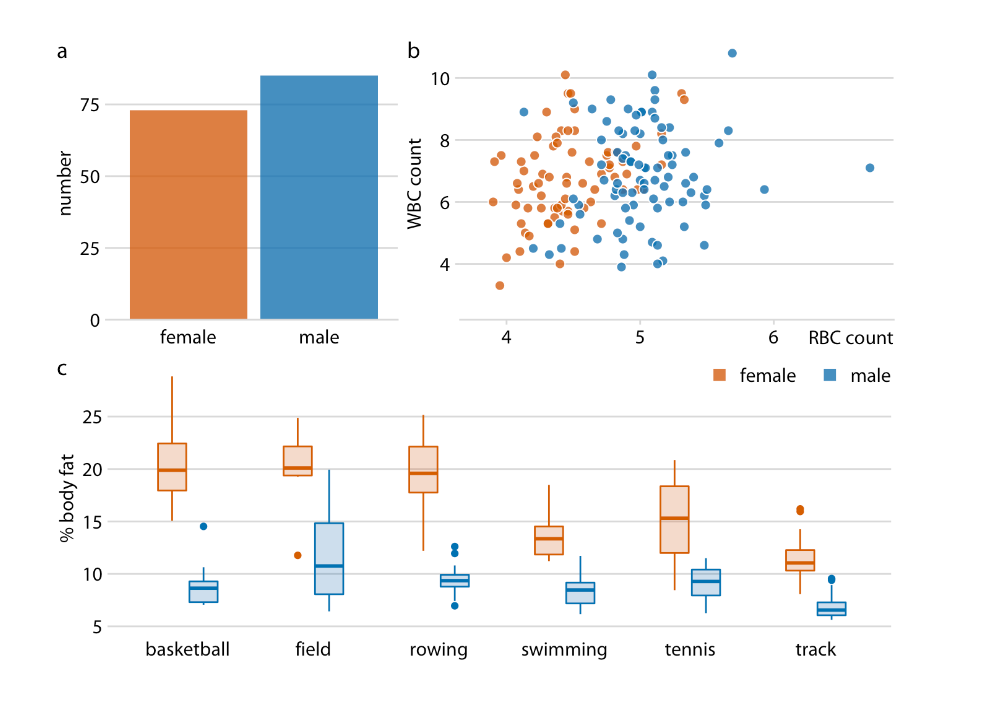 a
number
75
50
25
0
female male
b
WBC count
10
8
6
4
4 5 6 RBC count
female male
c
% body fat
25
20
15
10
5
basketball field rowing swimming tennis track